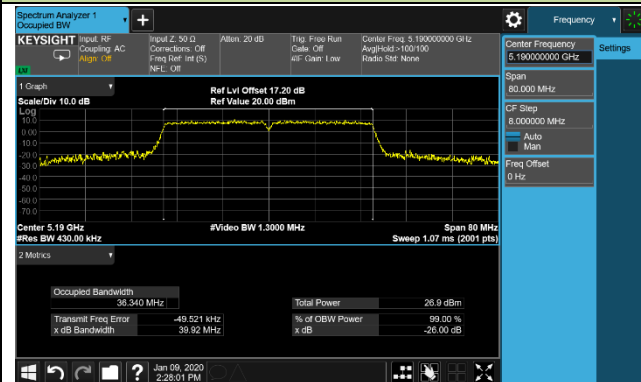 Spectrum Analyzer 1
Occupied BW
Frequency
KEYSIGHT
Input: RF
Coupling: AC
Align: Off
Input Z: 50 Ω
Corrections: Off
Freq Ref: Int (S)
NFE: Off
Atten: 20 dB
Trig: Free Run
Gate: Off
#IF Gain: Low
Center Freq: 5.190000000 GHz
Avg|Hold:>100/100
Radio Std: None
Center Frequency
5.190000000 GHz
Settings
Span
80.000 MHz
CF Step
8.000000 MHz
Auto
Man
Freq Offset
0 Hz
1 Graph
Scale/Div 10.0 dB
Ref Lvl Offset 17.20 dB
Ref Value 20.00 dBm
Log
10.0
0.00
-10.0
-20.0
-30.0
-40.0
-50.0
-60.0
-70.0
Center 5.19 GHz
#Res BW 430.00 kHz
#Video BW 1.3000 MHz
Span 80 MHz
Sweep 1.07 ms (2001 pts)
2 Metrics
Occupied Bandwidth
36.340 MHz
Total Power 26.9 dBm
Transmit Freq Error -49.521 kHz
% of OBW Power 99.00 %
x dB Bandwidth 39.92 MHz
x dB -26.00 dB
Jan 09, 2020
2:28:01 PM